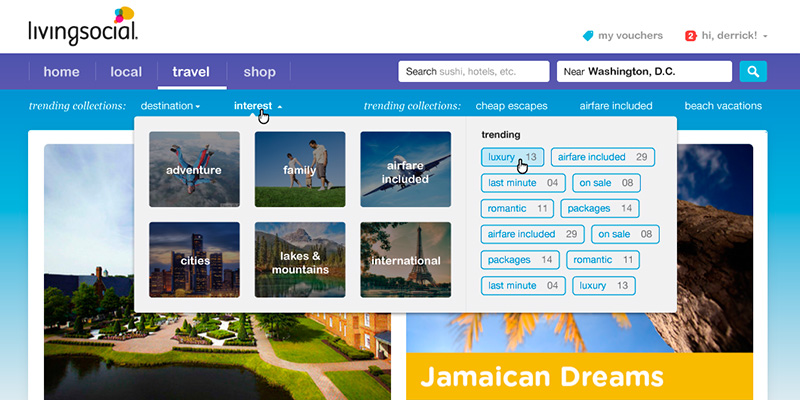 livingsocial.
my vouchers
2 hi, derrick!
home local travel shop
Search sushi, hotels, etc.
Near Washington, D.C.
trending collections: destination interest trending collections: cheap escapes airfare included beach vacations
adventure
family
airfare
included
cities
lakes &
mountains
international
trending
luxury 13 airfare included 29
last minute 04 on sale 08
romantic 11 packages 14
airfare included 29 on sale 08
packages 14 romantic 11
last minute 04 luxury 13
Jamaican Dreams